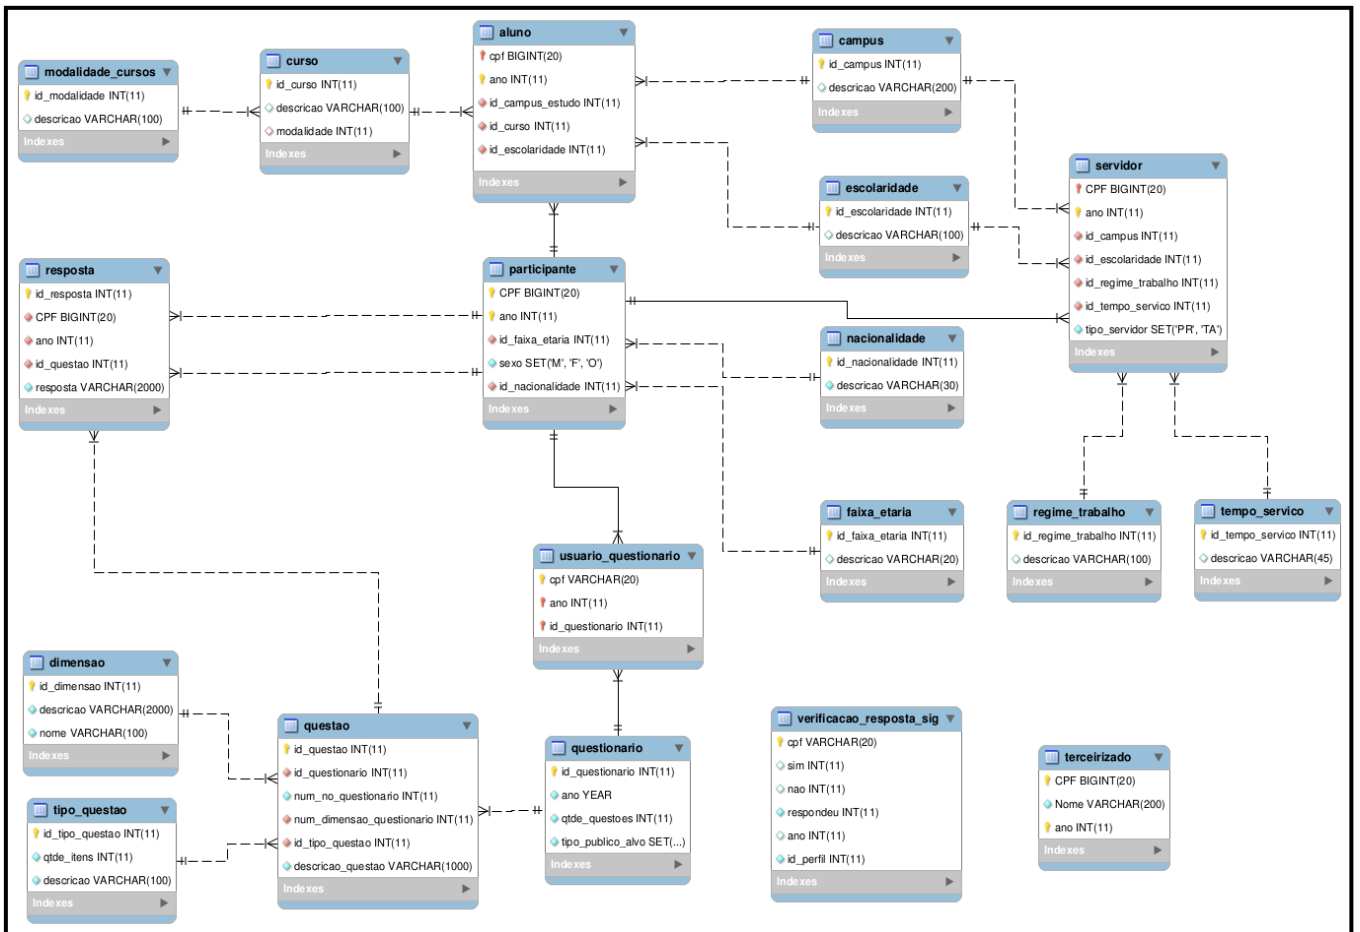 modalidade_cursos
id_modalidade INT(11)
descricao VARCHAR(100)
Indexes
curso
id_curso INT(11)
descricao VARCHAR(100)
modalidade INT(11)
Indexes
aluno
cpf BIGINT(20)
ano INT(11)
id_campus_estudo INT(11)
id_curso INT(11)
id_escolaridade INT(11)
Indexes
campus
id_campus INT(11)
descricao VARCHAR(200)
Indexes
escolaridade
id_escolaridade INT(11)
descricao VARCHAR(100)
Indexes
servidor
CPF BIGINT(20)
ano INT(11)
id_campus INT(11)
id_escolaridade INT(11)
id_regime_trabalho INT(11)
id_tempo_servico INT(11)
tipo_servidor SET('PR', 'TA')
Indexes
resposta
id_resposta INT(11)
CPF BIGINT(20)
ano INT(11)
id_questao INT(11)
resposta VARCHAR(2000)
Indexes
participante
CPF BIGINT(20)
ano INT(11)
id_faixa_etaria INT(11)
sexo SET('M', 'F', 'O')
id_nacionalidade INT(11)
Indexes
nacionalidade
id_nacionalidade INT(11)
descricao VARCHAR(30)
Indexes
faixa_etaria
id_faixa_etaria INT(11)
descricao VARCHAR(20)
Indexes
regime_trabalho
id_regime_trabalho INT(11)
descricao VARCHAR(100)
Indexes
tempo_servico
id_tempo_servico INT(11)
descricao VARCHAR(45)
Indexes
usuario_questionario
cpf VARCHAR(20)
ano INT(11)
id_questionario INT(11)
Indexes
dimensao
id_dimensao INT(11)
descricao VARCHAR(2000)
nome VARCHAR(100)
Indexes
tipo_questao
id_tipo_questao INT(11)
qtde_itens INT(11)
descricao VARCHAR(100)
Indexes
questao
id_questao INT(11)
id_questionario INT(11)
num_no_questionario INT(11)
num_dimensao_questionario INT(11)
id_tipo_questao INT(11)
descricao_questao VARCHAR(1000)
Indexes
questionario
id_questionario INT(11)
ano YEAR
qtde_questoes INT(11)
tipo_publico_alvo SET(...)
Indexes
verificacao_resposta_sig
cpf VARCHAR(20)
sim INT(11)
nao INT(11)
respondeu INT(11)
ano INT(11)
id_perfil INT(11)
Indexes
terceirizado
CPF BIGINT(20)
Nome VARCHAR(200)
ano INT(11)
Indexes